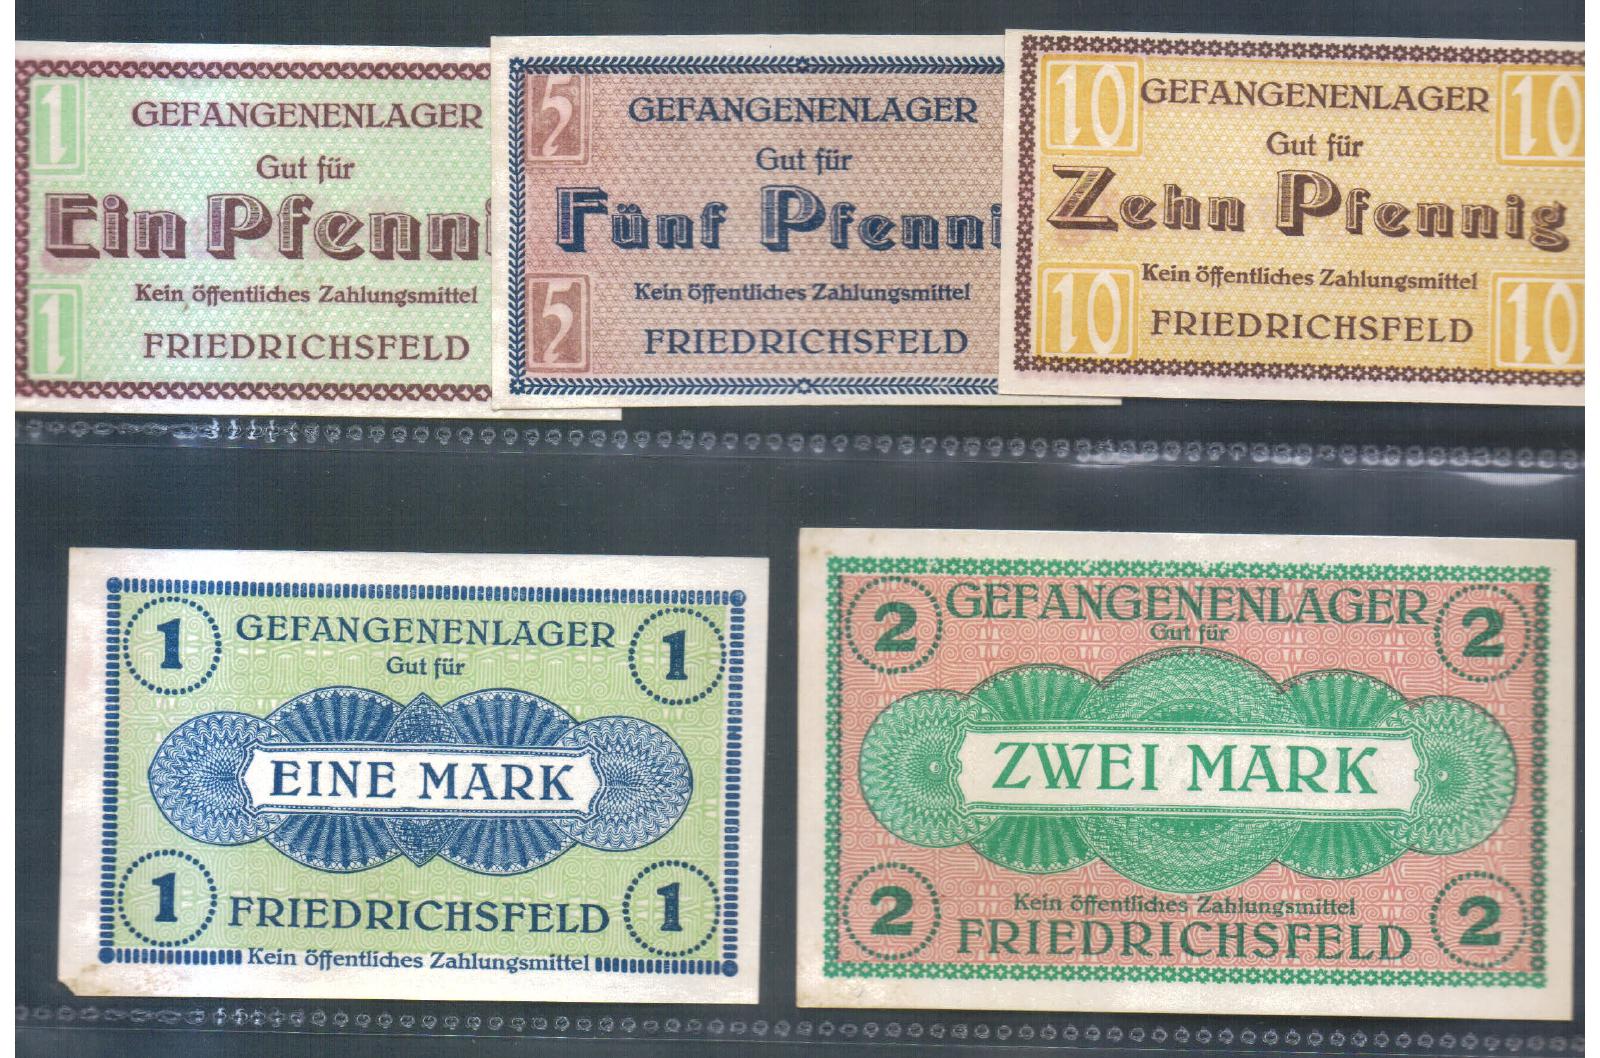 1
GEFANGENENLAGER
Gut für
Ein Pfenni
Kein öffentliches Zahlungsmittel
1
FRIEDRICHSFELD
5
GEFANGENENLAGER
Gut für
Fünf Pfenni
Kein öffentliches Zahlungsmittel
5
FRIEDRICHSFELD
10 10
GEFANGENENLAGER
Gut für
Zehn Pfennig
Kein öffentliches Zahlungsmittel
10 10
FRIEDRICHSFELD
1 1
GEFANGENENLAGER
Gut für
EINE MARK
1 1
FRIEDRICHSFELD
Kein öffentliches Zahlungsmittel
2 2
GEFANGENENLAGER
Gut für
ZWEI MARK
2 2
Kein öffentliches Zahlungsmittel
FRIEDRICHSFELD